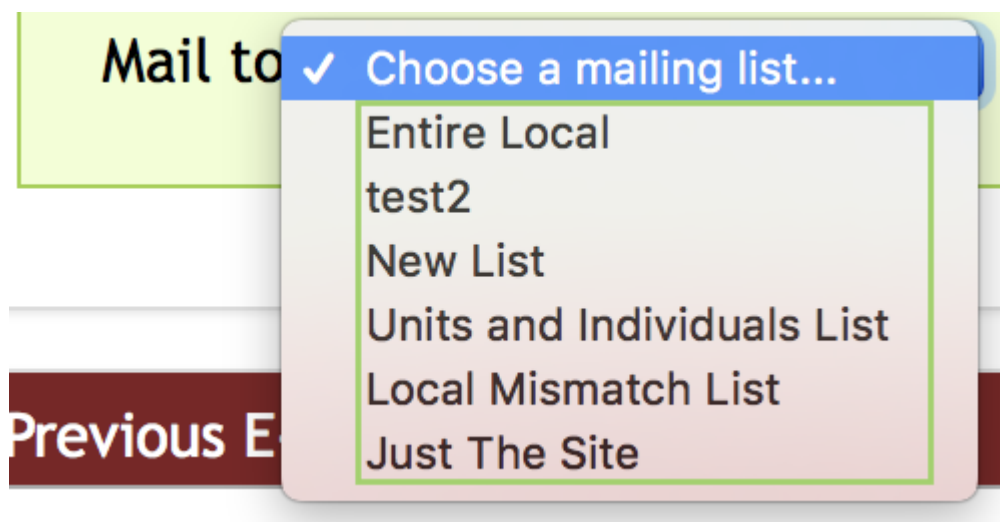 Mail to
Choose a mailing list...
Entire Local
test2
New List
Units and Individuals List
Local Mismatch List
Previous E
Just The Site